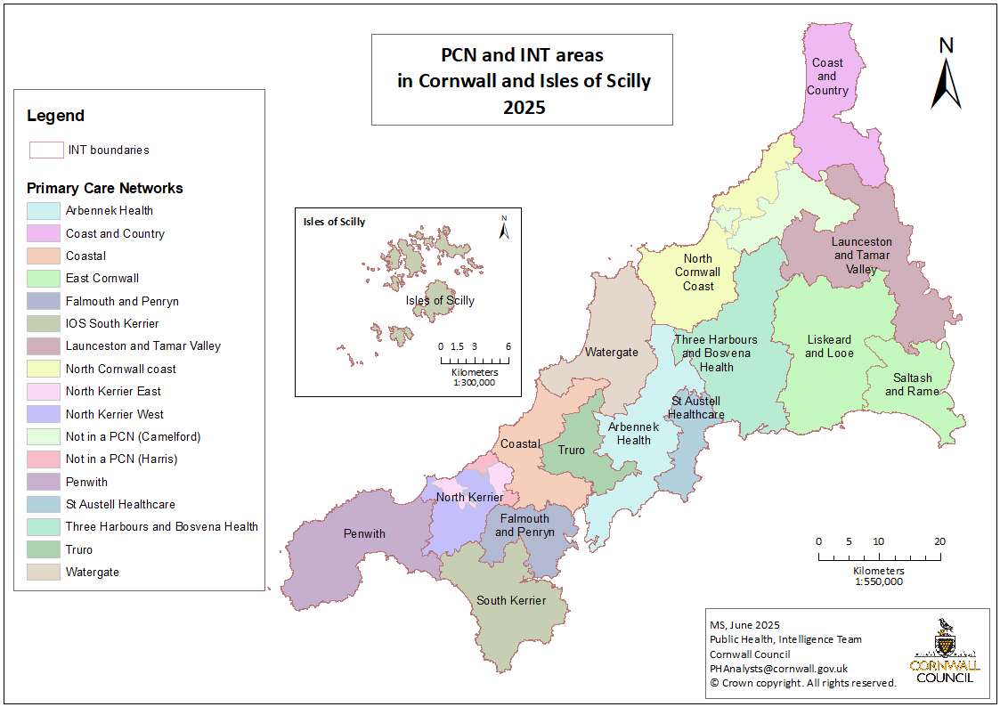 PCN and INT areas
in Cornwall and Isles of Scilly
2025
N
Legend
INT boundaries
Primary Care Networks
Arbennek Health
Coast and Country
Coastal
East Cornwall
Falmouth and Penryn
IOS South Kerrier
Launceston and Tamar Valley
North Cornwall coast
North Kerrier East
North Kerrier West
Not in a PCN (Camelford)
Not in a PCN (Harris)
Penwith
St Austell Healthcare
Three Harbours and Bosvena Health
Truro
Watergate
Isles of Scilly
N
Isles of Scilly
0 1.5 3 6
Kilometers
1:300,000
Coast
and
Country
Launceston
and Tamar
Valley
North
Cornwall
Coast
Three Harbours
and Bosvena
Health
Liskeard
and Looe
Saltash
and Rame
Watergate
St Austell
Healthcare
Arbennek
Health
Coastal
Truro
North Kerrier
Falmouth
and Penryn
Penwith
South Kerrier
0 5 10 20
Kilometers
1:550,000
MS, June 2025
Public Health, Intelligence Team
Cornwall Council
PHAnalysts@cornwall.gov.uk
© Crown copyright. All rights reserved.
CORNWALL
COUNCIL